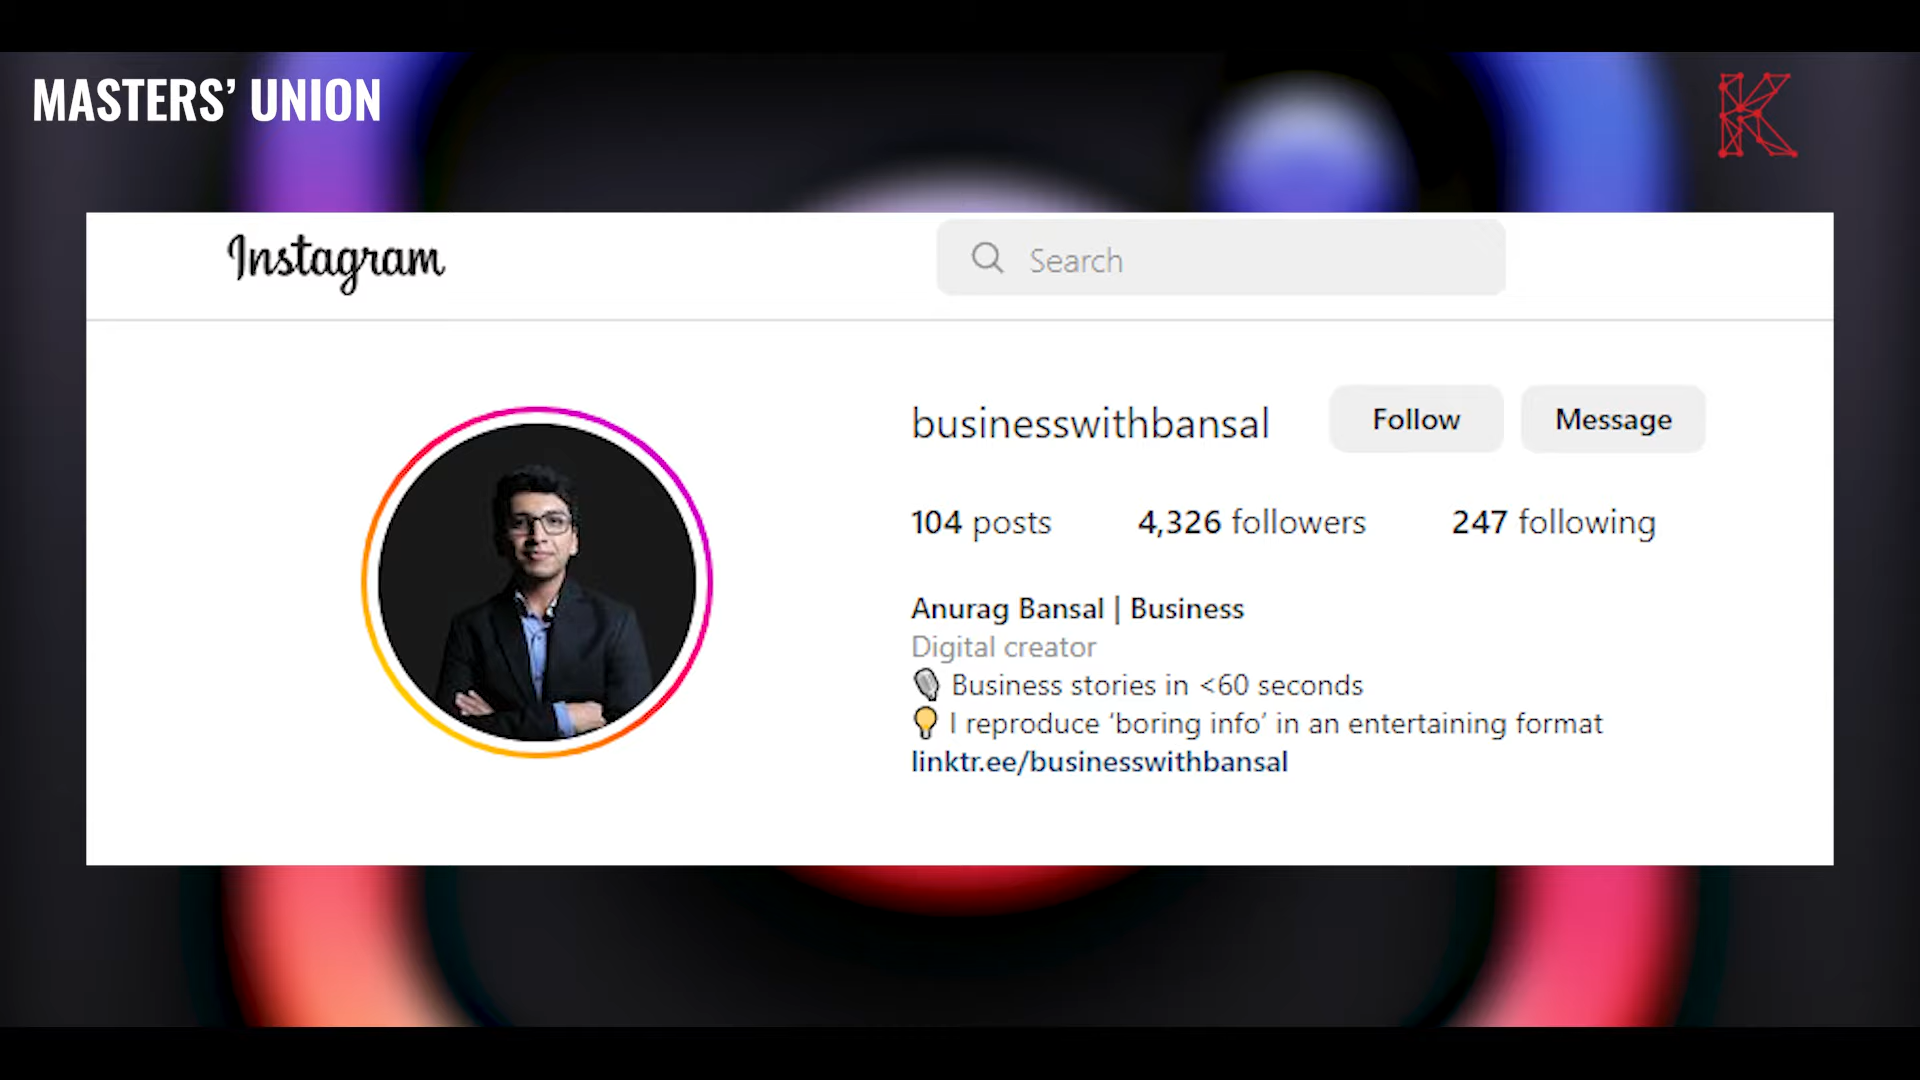 MASTERS’ UNION
K
Instagram
Search
businesswithbansal
Follow
Message
104 posts
4,326 followers
247 following
Anurag Bansal | Business
Digital creator
🎙 Business stories in <60 seconds
💡 I reproduce ‘boring info’ in an entertaining format
linktr.ee/businesswithbansal